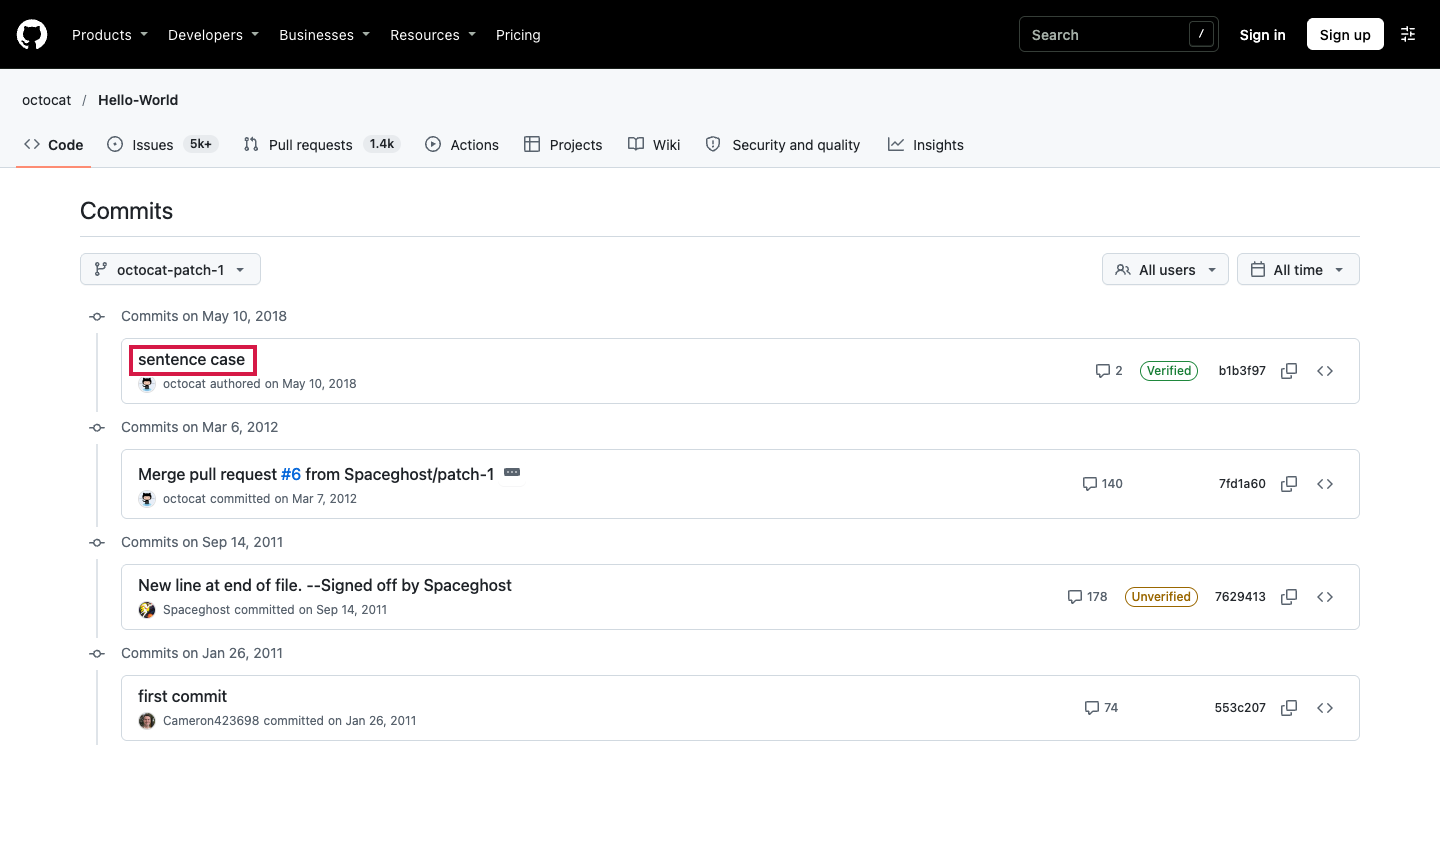 Products Developers Businesses Resources Pricing Search / Sign in Sign up
octocat / Hello-World
Code Issues 5k+ Pull requests 1.4k Actions Projects Wiki Security and quality Insights
Commits
octocat-patch-1 All users All time
Commits on May 10, 2018
sentence case
octocat authored on May 10, 2018
2 Verified b1b3f97
Commits on Mar 6, 2012
Merge pull request #6 from Spaceghost/patch-1
octocat committed on Mar 7, 2012
140 7fd1a60
Commits on Sep 14, 2011
New line at end of file. --Signed off by Spaceghost
Spaceghost committed on Sep 14, 2011
178 Unverified 7629413
Commits on Jan 26, 2011
first commit
Cameron423698 committed on Jan 26, 2011
74 553c207